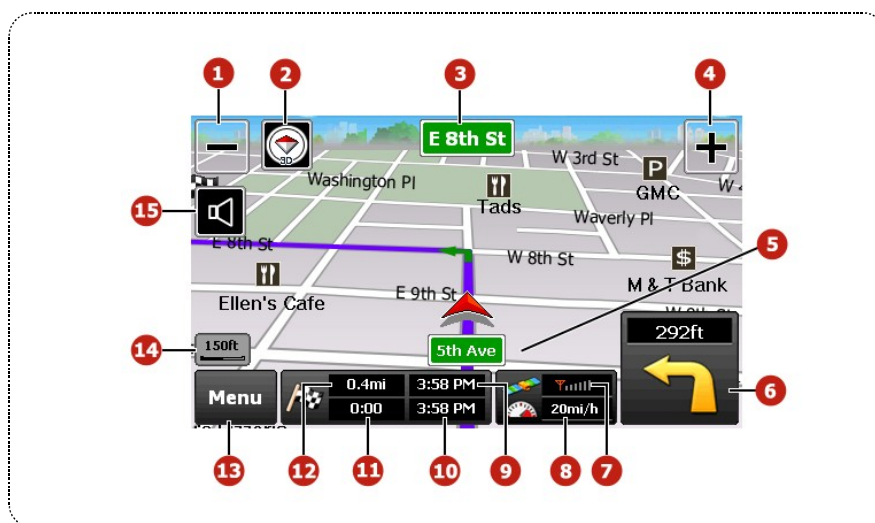 1
2
3
4
E 8th St
3D
W 3rd St
P
Washington Pl
GMC
W
15
Tads
Waverly Pl
5
E 8th St
W 8th St
$
M & T Bank
Ellen's Cafe
E 9th St
292ft
14
150ft
5th Ave
6
Menu
0.4mi
3:58 PM
0:00
3:58 PM
20mi/h
13
12
11
10
9
8
7